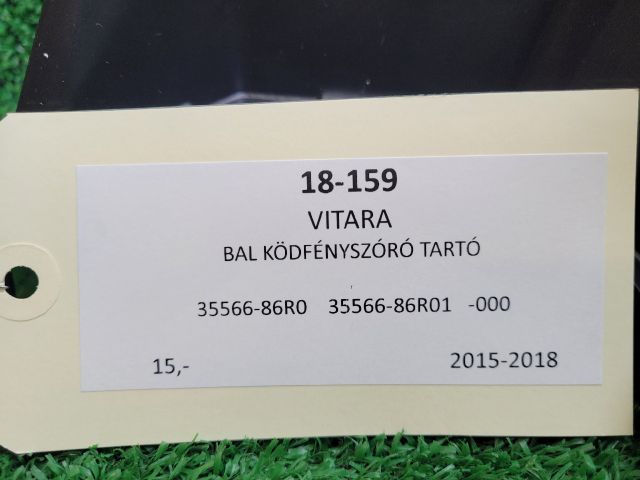 18-159
VITARA
BAL KÖDFÉNYSZÓRÓ TARTÓ
35566-86R0 35566-86R01 -000
15,- 2015-2018